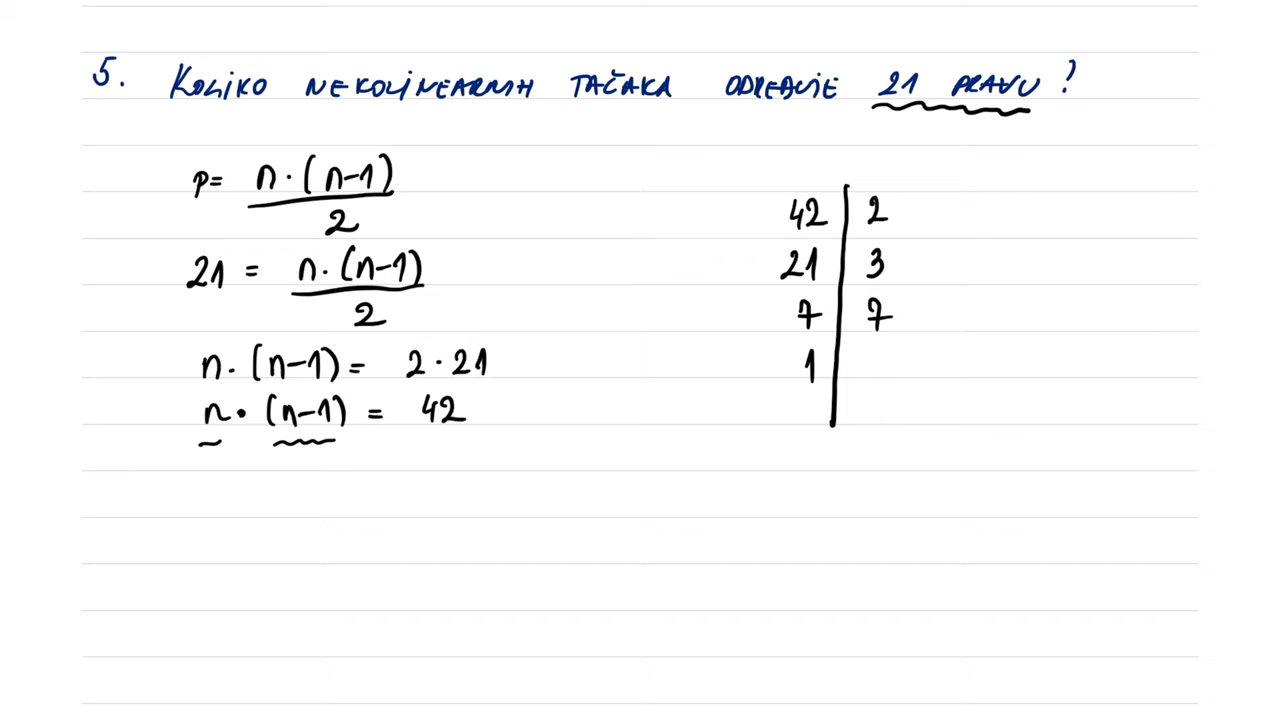 5. KOLIKO NEKOLINEARNIH TAČAKA ODREĐUJE 21 PRAVU?
p = n·(n-1) / 2
21 = n·(n-1) / 2
n·(n-1) = 2·21
n·(n-1) = 42
42 | 2
21 | 3
7 | 7
1 |